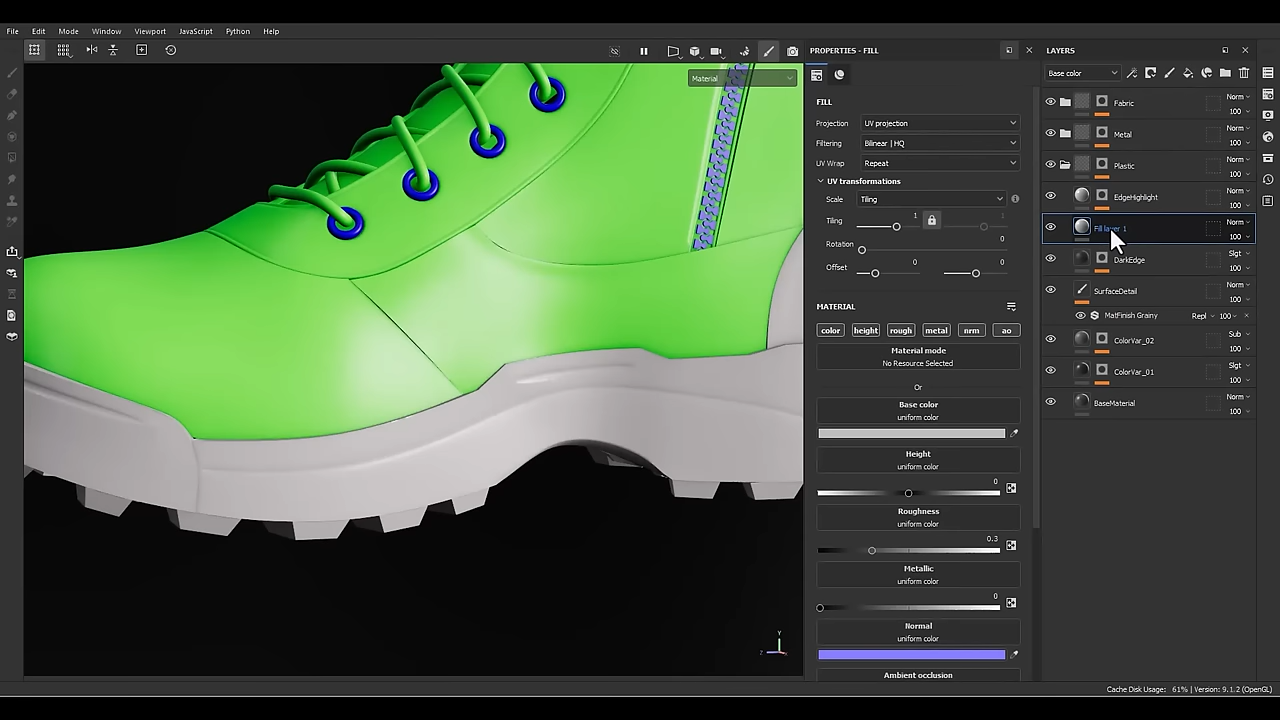 File Edit Mode Window Viewport JavaScript Python Help
Material
PROPERTIES - FILL
FILL
Projection UV projection
Filtering Bilinear | HQ
UV Wrap Repeat
UV transformations
Scale Tiling
Tiling 1 1
Rotation 0
Offset 0 0
MATERIAL
color height rough metal nrm ao
Material mode
No Resource Selected
Or
Base color
uniform color
Height
uniform color
0
Roughness
uniform color
0.3
Metallic
uniform color
0
Normal
uniform color
Ambient occlusion
LAYERS
Base color
Fabric Norm 100
Metal Norm 100
Plastic Norm 100
EdgeHighlight Norm 100
Fill layer 1 Norm 100
DarkEdge Slgt 100
SurfaceDetail Norm 100
MatFinish Grainy Repl 100
ColorVar_02 Sub 100
ColorVar_01 Slgt 100
BaseMaterial Norm 100
Y
Z
Cache Disk Usage: 61% | Version: 9.1.2 (OpenGL)